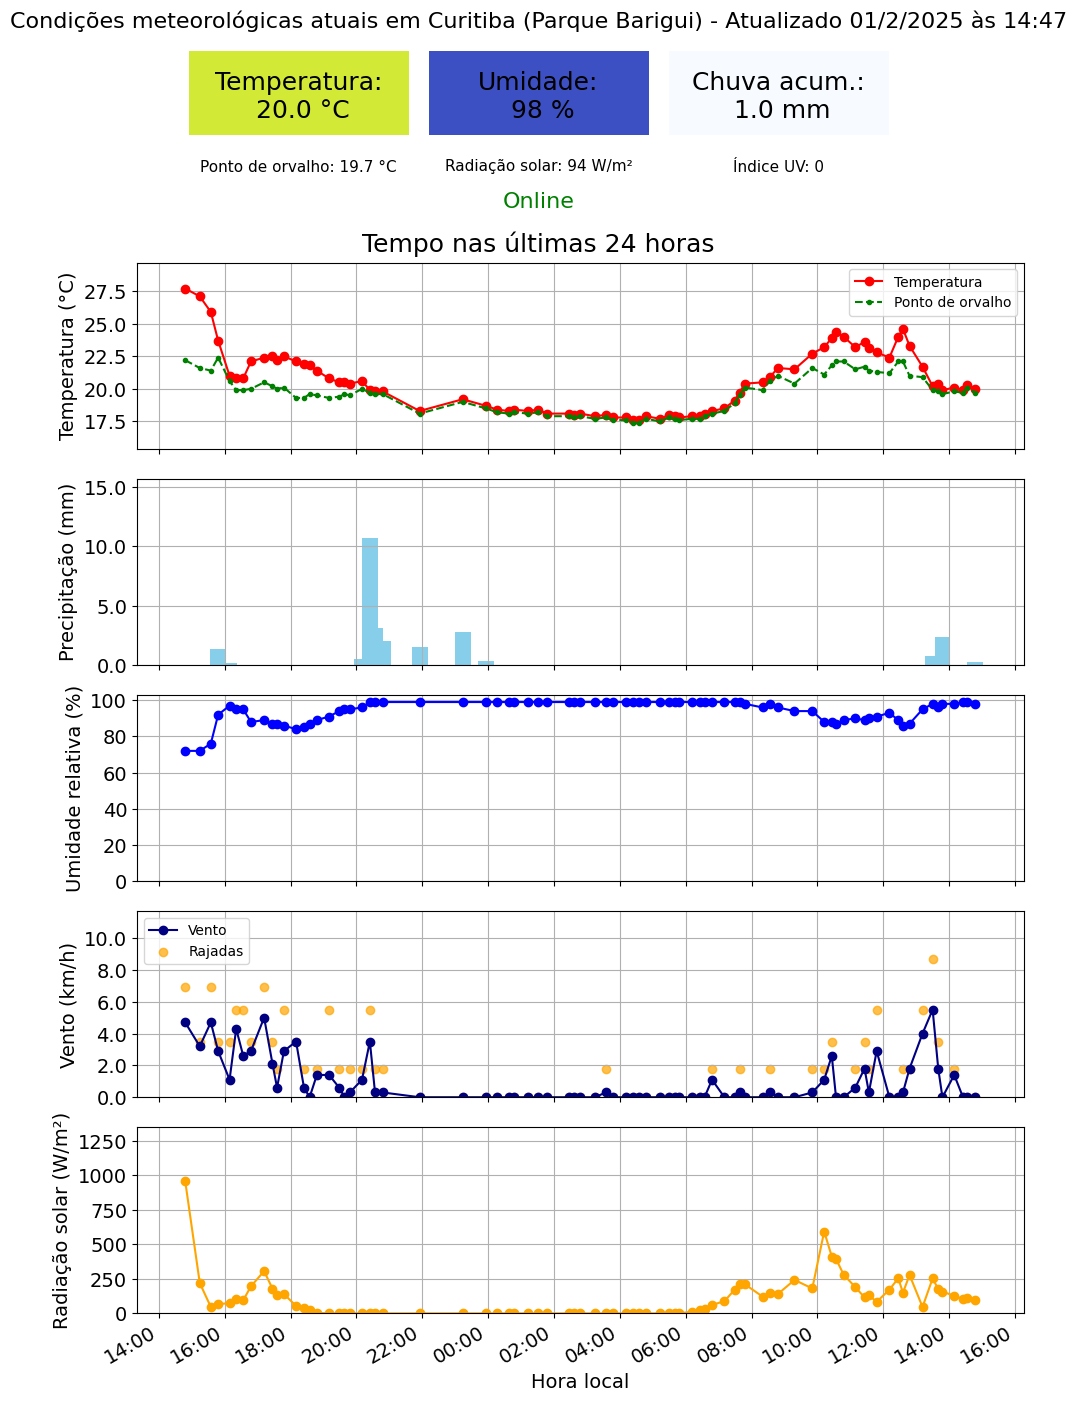 Condições meteorológicas atuais em Curitiba (Parque Barigui) - Atualizado 01/2/2025 às 14:47
Temperatura:
20.0 °C
Umidade:
98 %
Chuva acum.:
1.0 mm
Ponto de orvalho: 19.7 °C
Radiação solar: 94 W/m²
Índice UV: 0
Online
Tempo nas últimas 24 horas
Temperatura (°C)
27.5
25.0
22.5
20.0
17.5
Temperatura
Ponto de orvalho
Precipitação (mm)
15.0
10.0
5.0
0.0
Umidade relativa (%)
100
80
60
40
20
0
Vento (km/h)
10.0
8.0
6.0
4.0
2.0
0.0
Vento
Rajadas
Radiação solar (W/m²)
1250
1000
750
500
250
0
14:00
16:00
18:00
20:00
22:00
00:00
02:00
04:00
06:00
08:00
10:00
12:00
14:00
16:00
Hora local